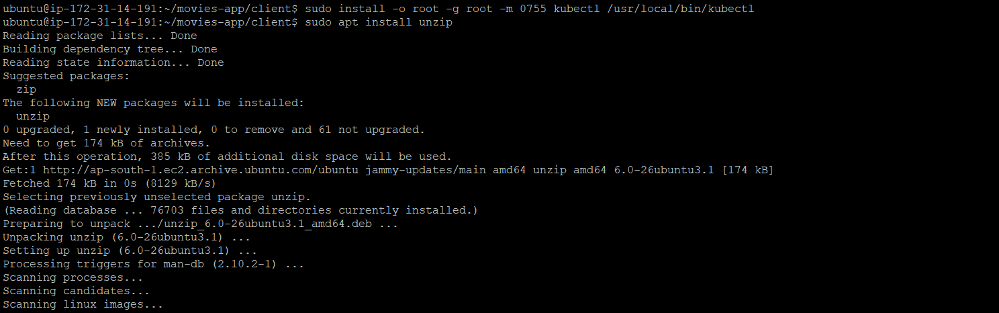 ubuntu@ip-172-31-14-191:~/movies-app/client$ sudo install -o root -g root -m 0755 kubectl /usr/local/bin/kubectl
ubuntu@ip-172-31-14-191:~/movies-app/client$ sudo apt install unzip
Reading package lists... Done
Building dependency tree... Done
Reading state information... Done
Suggested packages:
  zip
The following NEW packages will be installed:
  unzip
0 upgraded, 1 newly installed, 0 to remove and 61 not upgraded.
Need to get 174 kB of archives.
After this operation, 385 kB of additional disk space will be used.
Get:1 http://ap-south-1.ec2.archive.ubuntu.com/ubuntu jammy-updates/main amd64 unzip amd64 6.0-26ubuntu3.1 [174 kB]
Fetched 174 kB in 0s (8129 kB/s)
Selecting previously unselected package unzip.
(Reading database ... 76703 files and directories currently installed.)
Preparing to unpack .../unzip_6.0-26ubuntu3.1_amd64.deb ...
Unpacking unzip (6.0-26ubuntu3.1) ...
Setting up unzip (6.0-26ubuntu3.1) ...
Processing triggers for man-db (2.10.2-1) ...
Scanning processes...
Scanning candidates...
Scanning linux images...